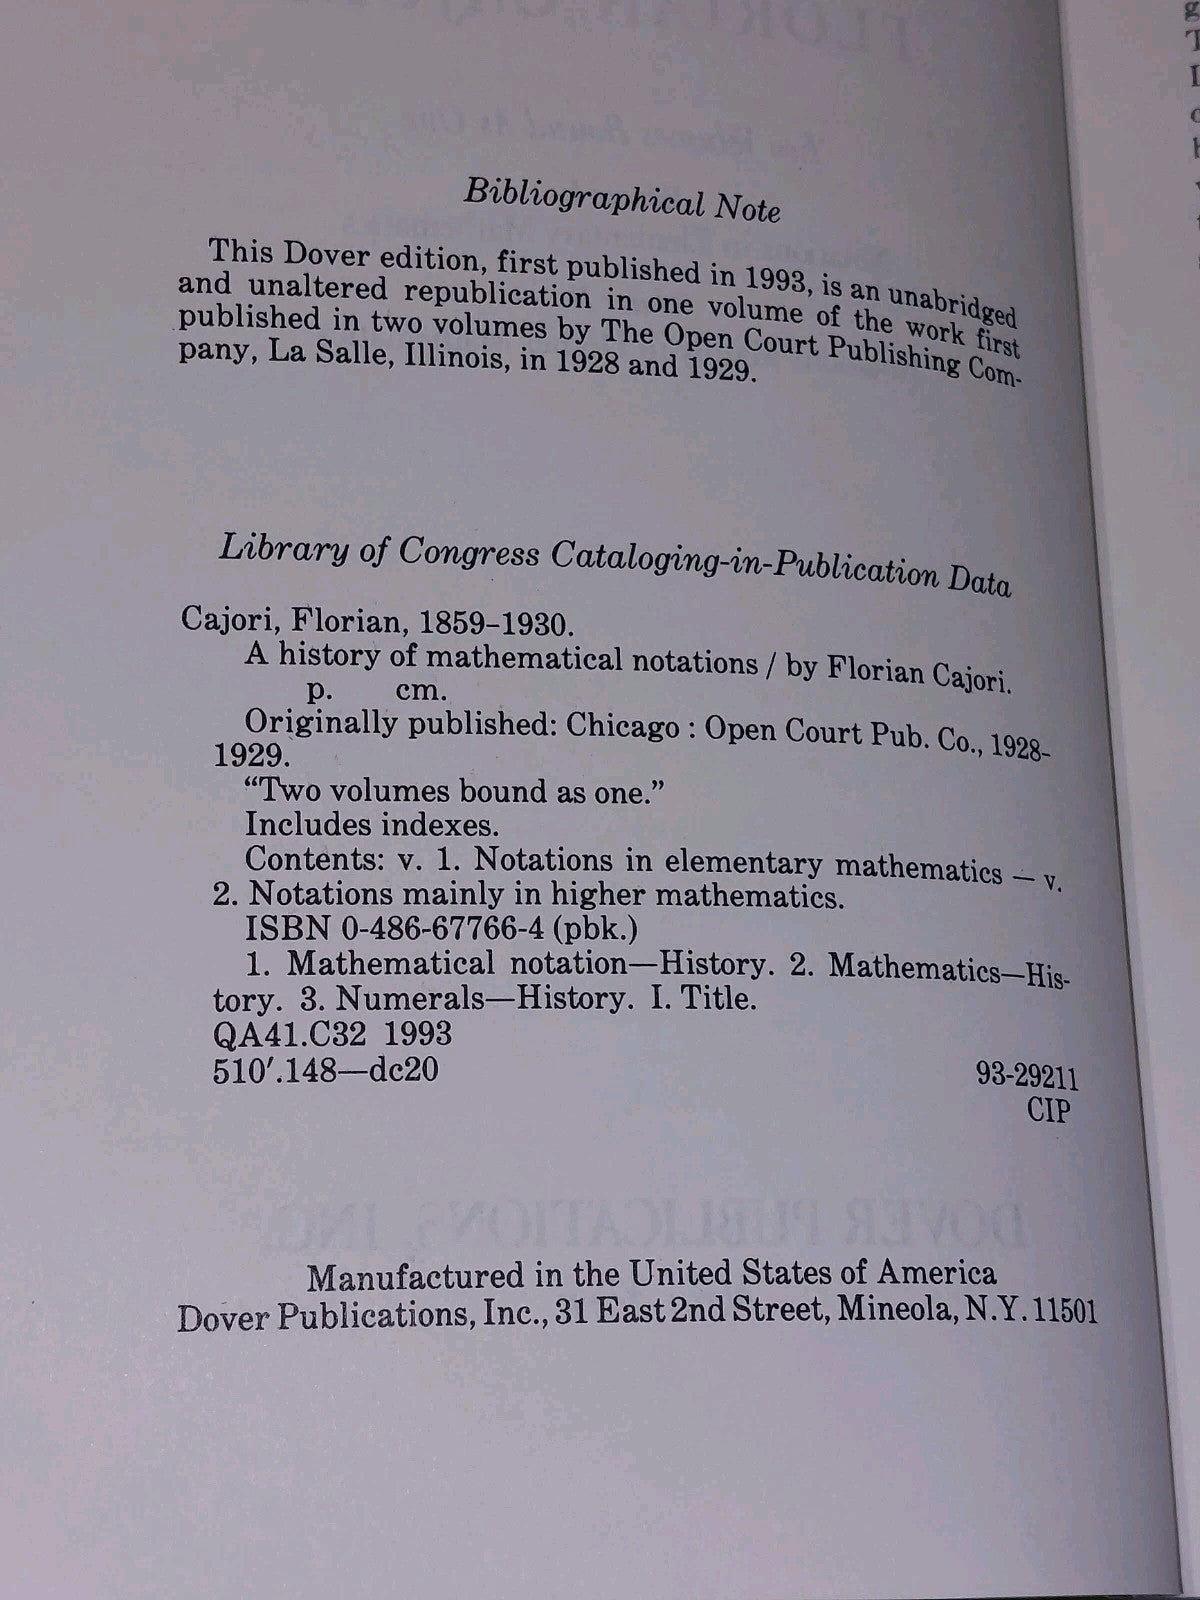 Bibliographical Note
This Dover edition, first published in 1993, is an unabridged
and unaltered republication in one volume of the work first
published in two volumes by The Open Court Publishing Com-
pany, La Salle, Illinois, in 1928 and 1929.
Library of Congress Cataloging-in-Publication Data
Cajori, Florian, 1859–1930.
A history of mathematical notations / by Florian Cajori.
p. cm.
Originally published: Chicago : Open Court Pub. Co., 1928-
1929.
“Two volumes bound as one.”
Includes indexes.
Contents: v. 1. Notations in elementary mathematics — v.
2. Notations mainly in higher mathematics.
ISBN 0-486-67766-4 (pbk.)
1. Mathematical notation—History. 2. Mathematics—His-
tory. 3. Numerals—History. I. Title.
QA41.C32 1993
510′.148—dc20
93-29211
CIP
DOVER PUBLICATIONS, INC.
Manufactured in the United States of America
Dover Publications, Inc., 31 East 2nd Street, Mineola, N.Y. 11501